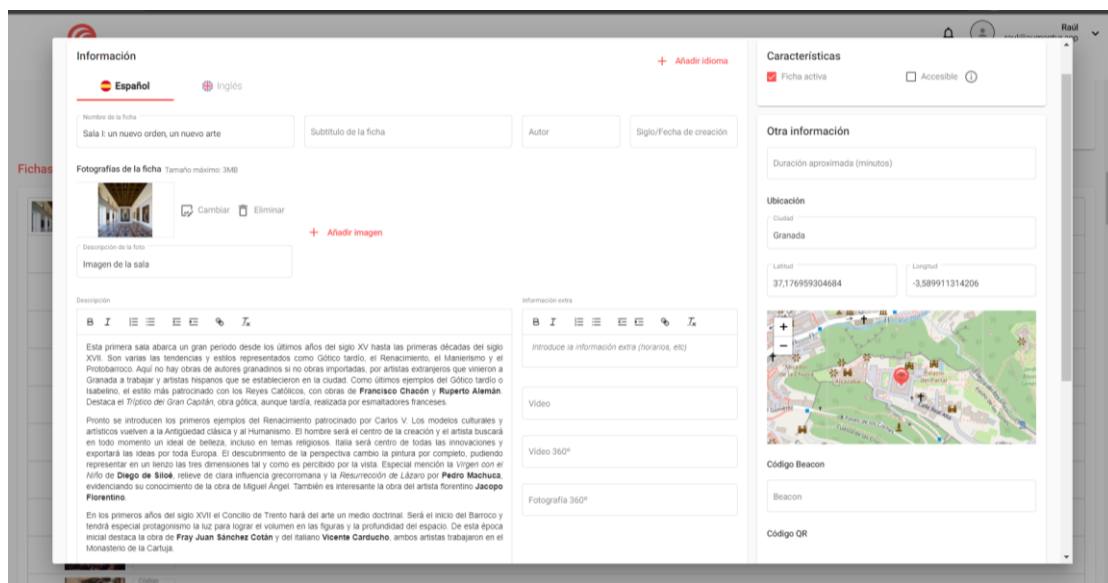 Raúl
Información
+ Añadir idioma
Español
Inglés
Nombre de la ficha
Sala I: un nuevo orden, un nuevo arte
Subtítulo de la ficha
Autor
Siglo/Fecha de creación
Fichas
Fotografías de la ficha Tamaño máximo: 3MB
Cambiar
Eliminar
+ Añadir imagen
Descripción de la foto
Imagen de la sala
Descripción
B I
Esta primera sala abarca un gran periodo desde los últimos años del siglo XV hasta las primeras décadas del siglo
XVII. Son varias las tendencias y estilos representados como Gótico tardío, el Renacimiento, el Manierismo y el
Protobarroco. Aquí no hay obras de autores granadinos si no obras importadas, por artistas extranjeros que vinieron a
Granada a trabajar y artistas hispanos que se establecieron en la ciudad. Como últimos ejemplos del Gótico tardío o
Isabelino, el estilo más patrocinado con los Reyes Católicos, con obras de Francisco Chacón y Ruperto Alemán.
Destaca el Tríptico del Gran Capitán, obra gótica, aunque tardía, realizada por esmaltadores franceses.
Pronto se introducen los primeros ejemplos del Renacimiento patrocinado por Carlos V. Los modelos culturales y
artísticos vuelven a la Antigüedad clásica y al Humanismo. El hombre será el centro de la creación y el artista buscará
en todo momento un ideal de belleza, incluso en temas religiosos. Italia será centro de todas las innovaciones y
exportará las ideas por toda Europa. El descubrimiento de la perspectiva cambio la pintura por completo, pudiendo
representar en un lienzo las tres dimensiones tal y como es percibido por la vista. Especial mención la Virgen con el
Niño de Diego de Siloé, relieve de clara influencia grecorromana y la Resurrección de Lázaro por Pedro Machuca,
evidenciando su conocimiento de la obra de Miguel Ángel. También es interesante la obra del artista florentino Jacopo
Florentino.
En los primeros años del siglo XVII el Concilio de Trento hará del arte un medio doctrinal. Será el inicio del Barroco y
tendrá especial protagonismo la luz para lograr el volumen en las figuras y la profundidad del espacio. De esta época
inicial destaca la obra de Fray Juan Sánchez Cotán y del italiano Vicente Carducho, ambos artistas trabajaron en el
Monasterio de la Cartuja.
Información extra
B I
Introduce la información extra (horarios, etc)
Vídeo
Vídeo 360º
Fotografía 360º
Características
Ficha activa
Accesible
Otra información
Duración aproximada (minutos)
Ubicación
Ciudad
Granada
Latitud
37,176959304684
Longitud
-3,589911314206
+
−
Alcazaba
Palacio
del Partal
Calle Real Alta
Código Beacon
Beacon
Código QR
Código